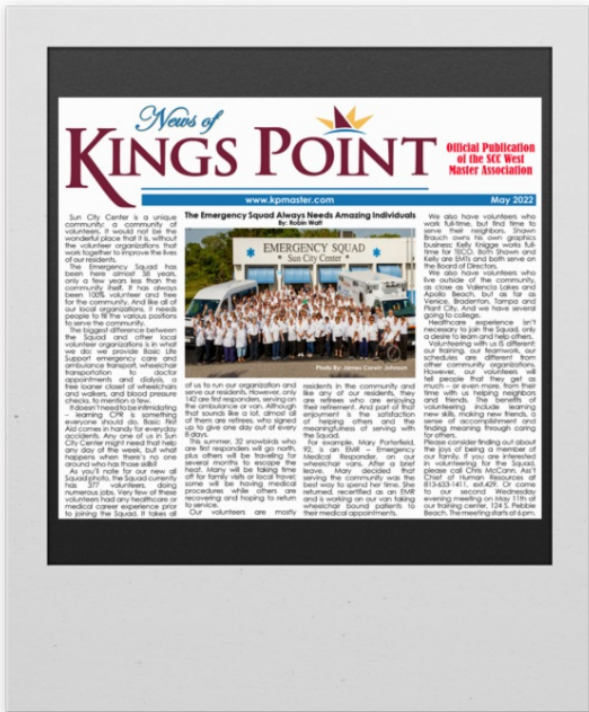 News of
KINGS POINT
Official Publication
of the SCC West
Master Association
www.kpmaster.com
May 2022
The Emergency Squad Always Needs Amazing Individuals
By: Robin Watt
Sun City Center is a unique
community; a community of
volunteers. It would not be the
wonderful place that it is, without
the volunteer organizations that
work together to improve the lives
of our residents.
The Emergency Squad has
been here almost 58 years,
only a few years less than the
community itself. It has always
been 100% volunteer and free
for the community. And like all of
our local organizations, it needs
people to fill the various positions
to serve the community.
The biggest difference between
the Squad and other local
volunteer organizations is in what
we do; we provide Basic Life
Support emergency care and
ambulance transport, wheelchair
transportation to doctor
appointments and dialysis, a
free loaner closet of wheelchairs
and walkers, and blood pressure
checks, to mention a few.
It doesn't need to be intimidating
– learning CPR is something
everyone should do. Basic First
Aid comes in handy for everyday
accidents. Any one of us in Sun
City Center might need that help
any day of the week, but what
happens when there's no one
around who has those skills?
As you'll note for our new all
Squad photo, the Squad currently
has 377 volunteers, doing
numerous jobs. Very few of these
volunteers had any healthcare or
medical career experience prior
to joining the Squad. It takes all
EMERGENCY SQUAD
Sun City Center
Photo By: James Corwin Johnson
of us to run our organization and
serve our residents. However, only
142 are first responders, serving on
the ambulance or van. Although
that sounds like a lot, almost all
of them are retirees, who signed
up to give one day out of every
8 days.
This summer, 32 snowbirds who
are first responders will go north,
plus others will be traveling for
several months to escape the
heat. Many will be taking time
off for family visits or local travel;
some will be having medical
procedures while others are
recovering and hoping to return
to service.
Our volunteers are mostly
residents in the community and
like any of our residents, they
are retirees who are enjoying
their retirement. And part of that
enjoyment is the satisfaction
of helping others and the
meaningfulness of serving with
the Squad.
For example, Mary Porterfield,
92, is an EMR – Emergency
Medical Responder, on our
wheelchair vans. After a brief
leave, Mary decided that
serving the community was the
best way to spend her time. She
returned, recertified as an EMR
and is working on our van taking
wheelchair bound patients to
their medical appointments.
We also have volunteers who
work full-time, but find time to
serve their neighbors. Shawn
Brauch owns his own graphics
business; Kelly Knigge works full-
time for TECO. Both Shawn and
Kelly are EMTs and both serve on
the Board of Directors.
We also have volunteers who
live outside of the community,
as close as Valencia Lakes and
Apollo Beach, but as far as
Venice, Bradenton, Tampa and
Plant City. And we have several
going to college.
Healthcare experience isn't
necessary to join the Squad, only
a desire to learn and help others.
Volunteering with us is different;
our training, our teamwork, our
schedules are different from
other community organizations.
However, our volunteers will
tell people that they get as
much – or even more, from their
time with us helping neighbors
and friends. The benefits of
volunteering include learning
new skills, making new friends, a
sense of accomplishment and
finding meaning through caring
for others.
Please consider finding out about
the joys of being a member of
our family. If you are interested
in volunteering for the Squad,
please call Chris McCann, Ass't
Chief of Human Resources at
813-633-1411, ext.429. Or come
to our second Wednesday
evening meeting on May 11th at
our training center, 124 S. Pebble
Beach. The meeting starts at 6 pm.